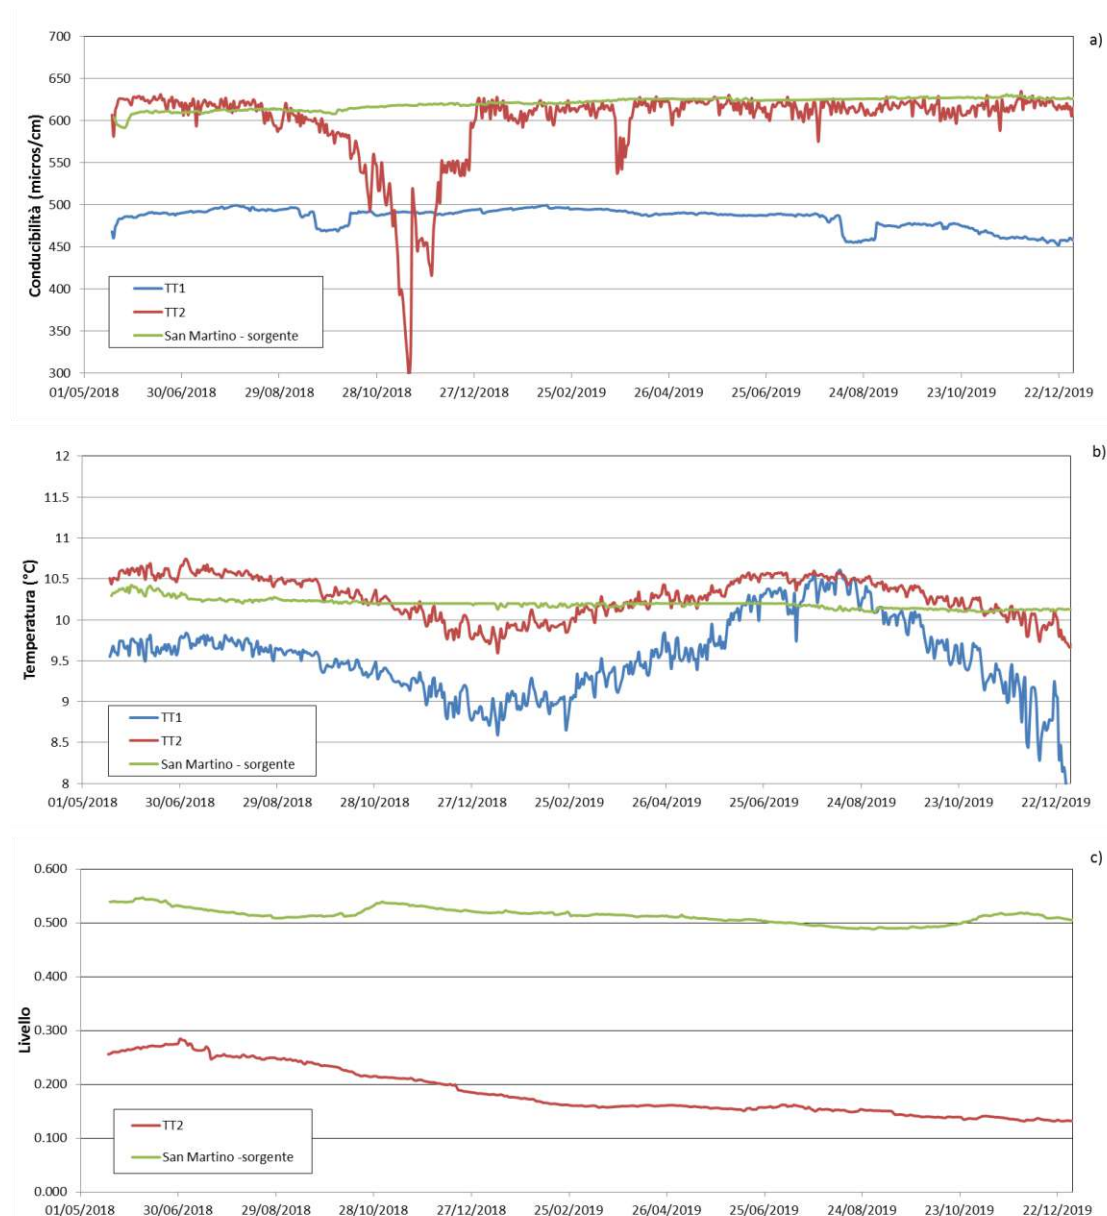 a)
700
650
600
550
500
450
400
350
300
Conducibilità (micros/cm)
TT1
TT2
San Martino - sorgente
01/05/2018 30/06/2018 29/08/2018 28/10/2018 27/12/2018 25/02/2019 26/04/2019 25/06/2019 24/08/2019 23/10/2019 22/12/2019
b)
12
11.5
11
10.5
10
9.5
9
8.5
8
Temperatura (°C)
TT1
TT2
San Martino - sorgente
01/05/2018 30/06/2018 29/08/2018 28/10/2018 27/12/2018 25/02/2019 26/04/2019 25/06/2019 24/08/2019 23/10/2019 22/12/2019
c)
0.600
0.500
0.400
0.300
0.200
0.100
0.000
Livello
TT2
San Martino -sorgente
01/05/2018 30/06/2018 29/08/2018 28/10/2018 27/12/2018 25/02/2019 26/04/2019 25/06/2019 24/08/2019 23/10/2019 22/12/2019